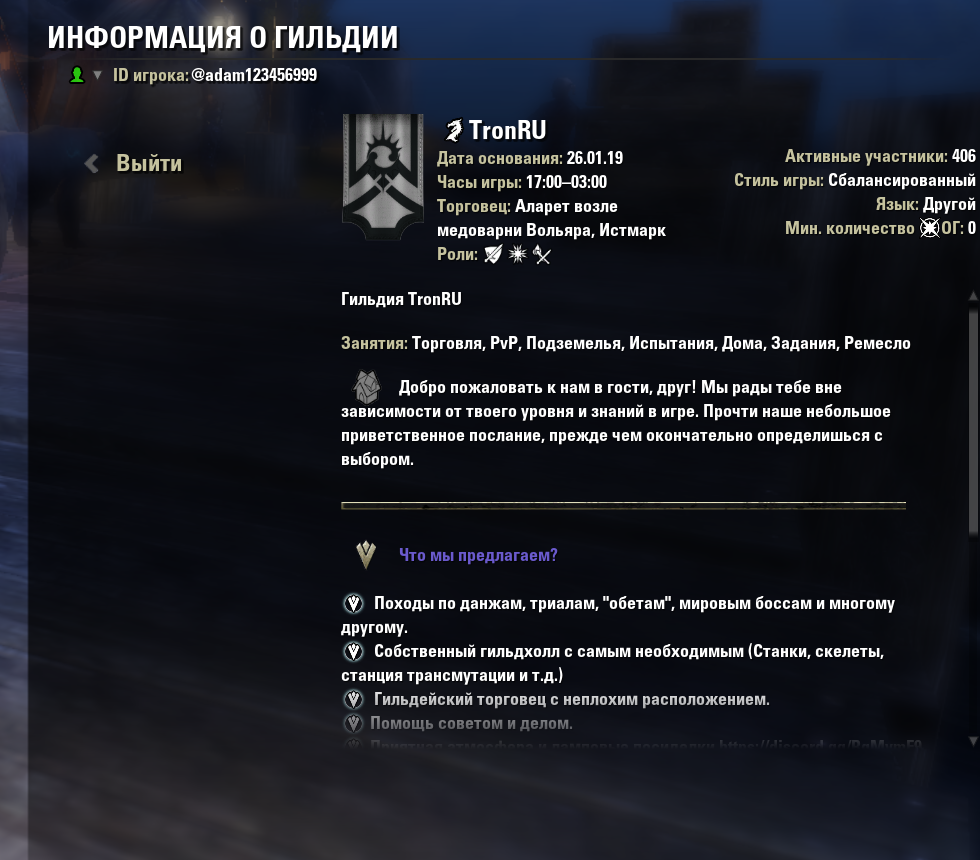 ИНФОРМАЦИЯ О ГИЛЬДИИ
ID игрока: @adam123456999
Выйти
TronRU
Дата основания: 26.01.19
Часы игры: 17:00–03:00
Торговец: Аларет возле
медоварни Вольяра, Истмарк
Роли:
Активные участники: 406
Стиль игры: Сбалансированный
Язык: Другой
Мин. количество ОГ: 0
Гильдия TronRU
Занятия: Торговля, PvP, Подземелья, Испытания, Дома, Задания, Ремесло
Добро пожаловать к нам в гости, друг! Мы рады тебе вне
зависимости от твоего уровня и знаний в игре. Прочти наше небольшое
приветственное послание, прежде чем окончательно определишься с
выбором.
Что мы предлагаем?
Походы по данжам, триалам, "обетам", мировым боссам и многому
другому.
Собственный гильдхолл с самым необходимым (Станки, скелеты,
станция трансмутации и т.д.)
Гильдейский торговец с неплохим расположением.
Помощь советом и делом.